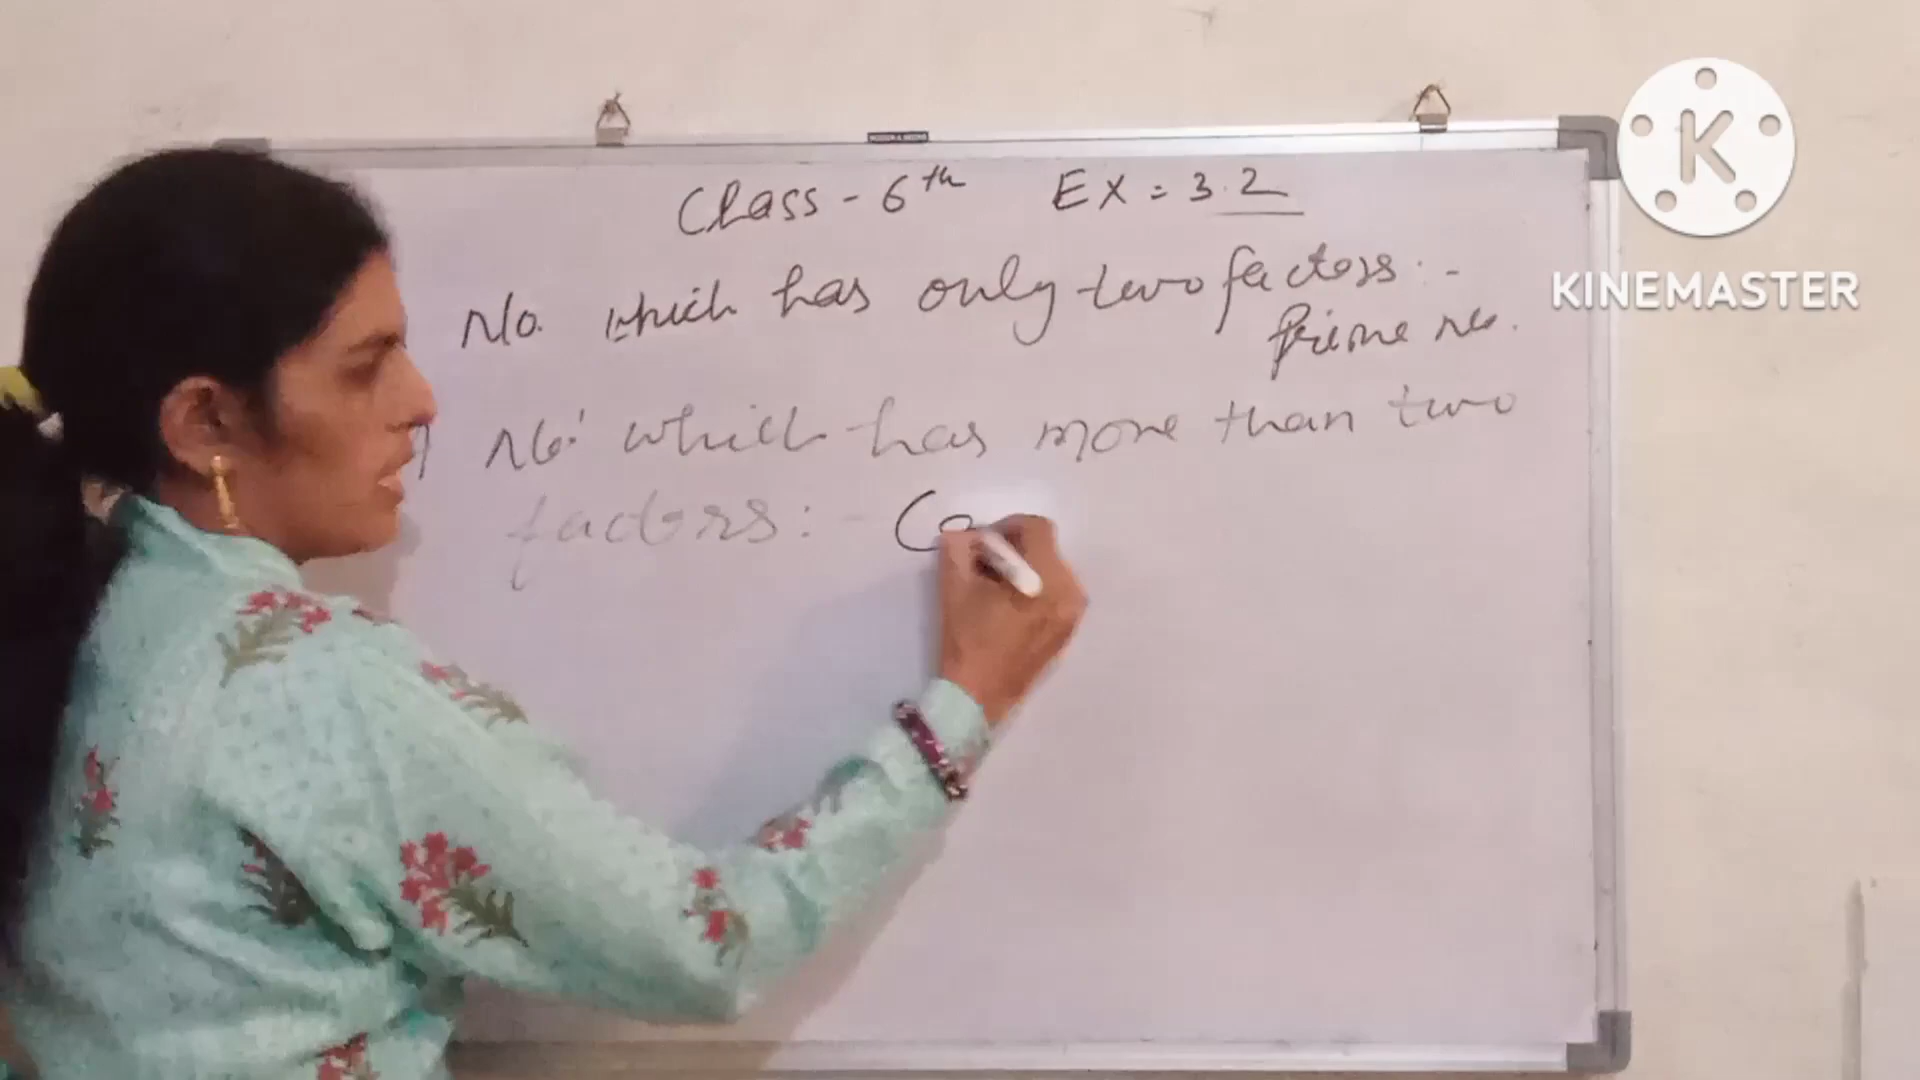 Class - 6th Ex = 3.2
No. which has only two factors :-
Prime no.
No. which has more than two
factors :- Co
K
KINEMASTER